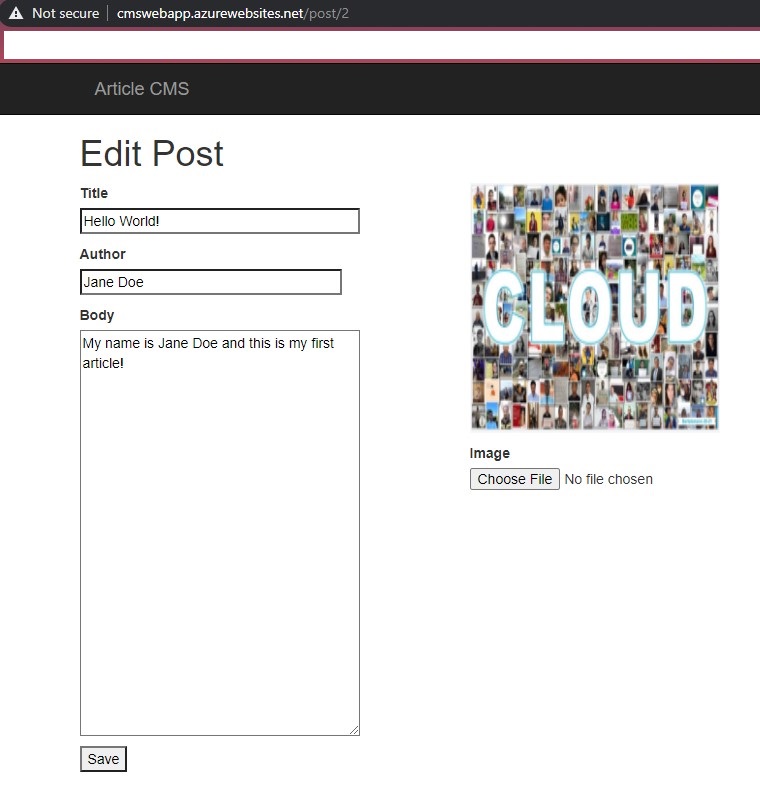 Not secure
cmswebapp.azurewebsites.net/post/2
Article CMS
Edit Post
Title
Hello World!
Author
Jane Doe
Body
My name is Jane Doe and this is my first
article!
Save
CLOUD
Image
Choose File No file chosen